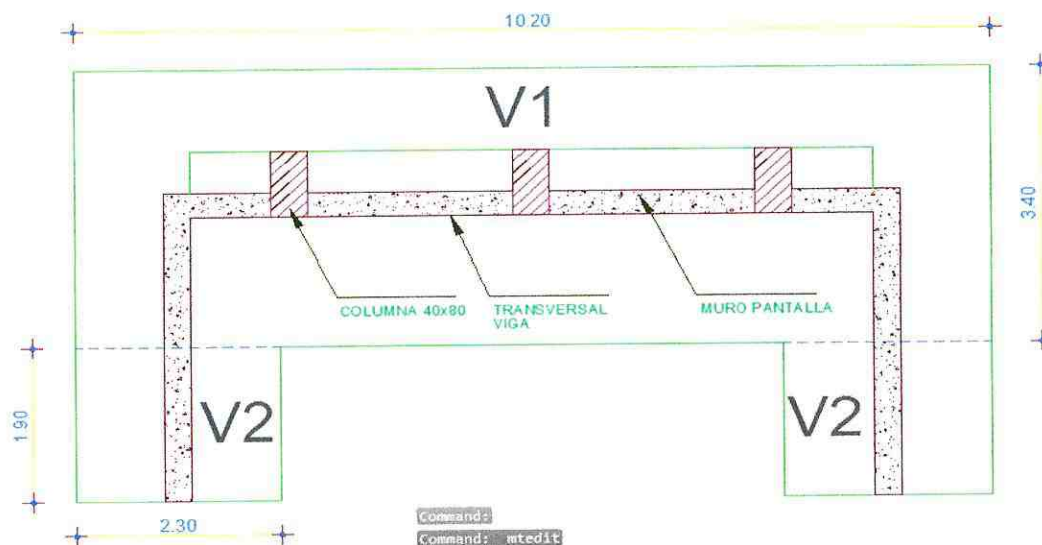 10.20
V1
3.40
COLUMNA 40x80
TRANSVERSAL
VIGA
MURO PANTALLA
1.90
V2
V2
2.30
Command:
Command: mtedit